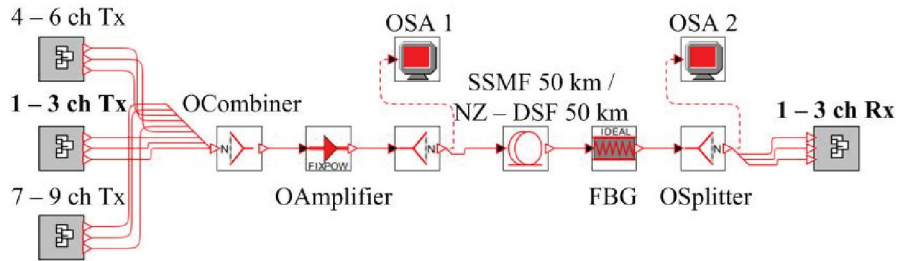 4 – 6 ch Tx
OSA 1
OSA 2
SSMF 50 km /
NZ – DSF 50 km
1 – 3 ch Tx
OCombiner
1 – 3 ch Rx
N
FIXPOW
N
IDEAL
N
OAmplifier
FBG
OSplitter
7 – 9 ch Tx